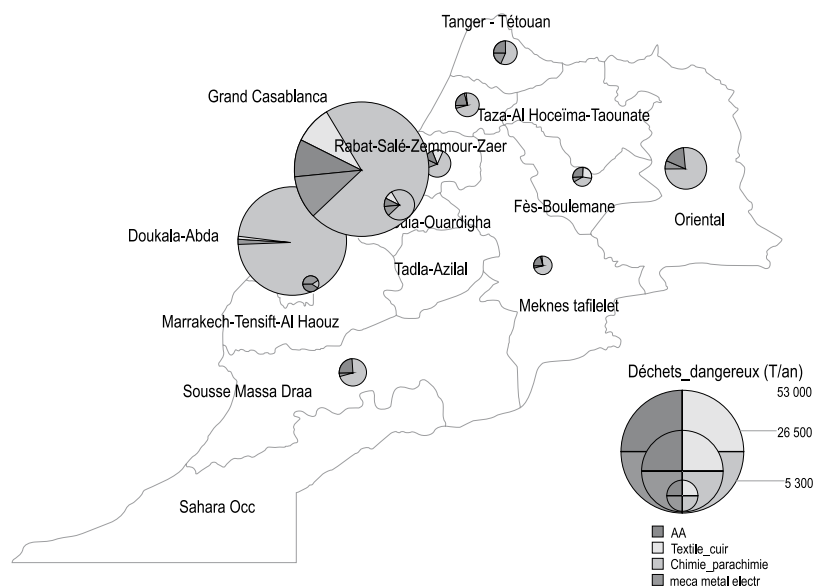 Tanger - Tétouan
Grand Casablanca
Taza-Al Hoceïma-Taounate
Rabat-Salé-Zemmour-Zaer
Fès-Boulemane
Oriental
Doukala-Abda
Ouardigha
Tadla-Azilal
Meknes tafilelet
Marrakech-Tensift-Al Haouz
Sousse Massa Draa
Sahara Occ
Déchets_dangereux (T/an)
53 000
26 500
5 300
AA
Textile_cuir
Chimie_parachimie
meca metal electr